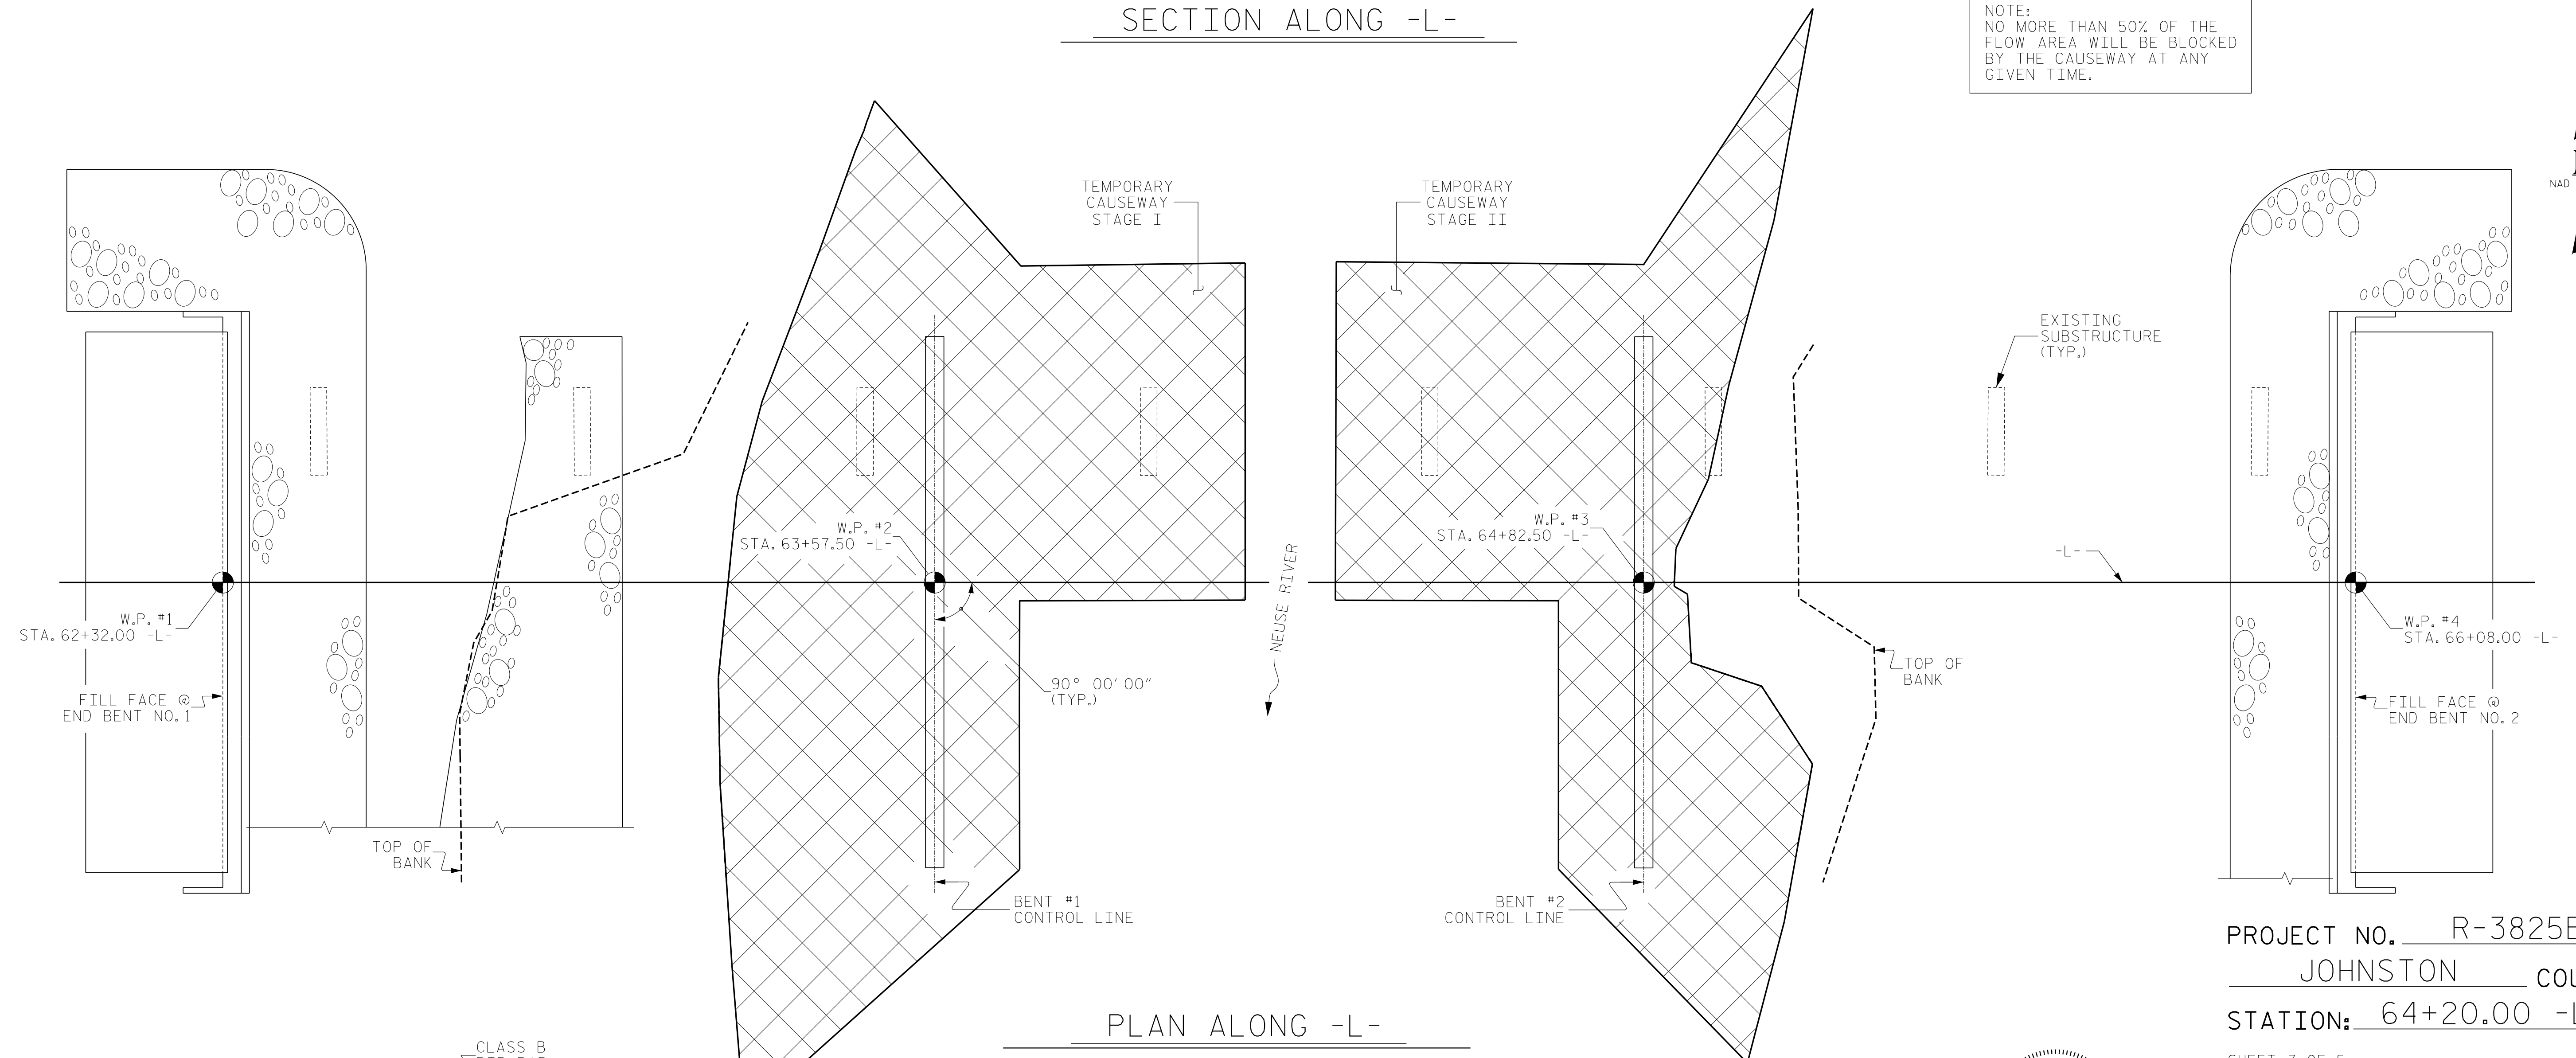 SECTION ALONG -L-
NOTE:
NO MORE THAN 50% OF THE
FLOW AREA WILL BE BLOCKED
BY THE CAUSEWAY AT ANY
GIVEN TIME.
NAD
TEMPORARY
CAUSEWAY
STAGE I
TEMPORARY
CAUSEWAY
STAGE II
EXISTING
SUBSTRUCTURE
(TYP.)
W.P. #2
STA. 63+57.50 -L-
W.P. #3
STA. 64+82.50 -L-
-L-
NEUSE RIVER
W.P. #1
STA. 62+32.00 -L-
W.P. #4
STA. 66+08.00 -L-
90° 00' 00"
(TYP.)
TOP OF
BANK
FILL FACE @
END BENT NO. 1
FILL FACE @
END BENT NO. 2
TOP OF
BANK
BENT #1
CONTROL LINE
BENT #2
CONTROL LINE
PROJECT NO. R-3825
JOHNSTON
STATION: 64+20.00 -L
PLAN ALONG -L-
CLASS B